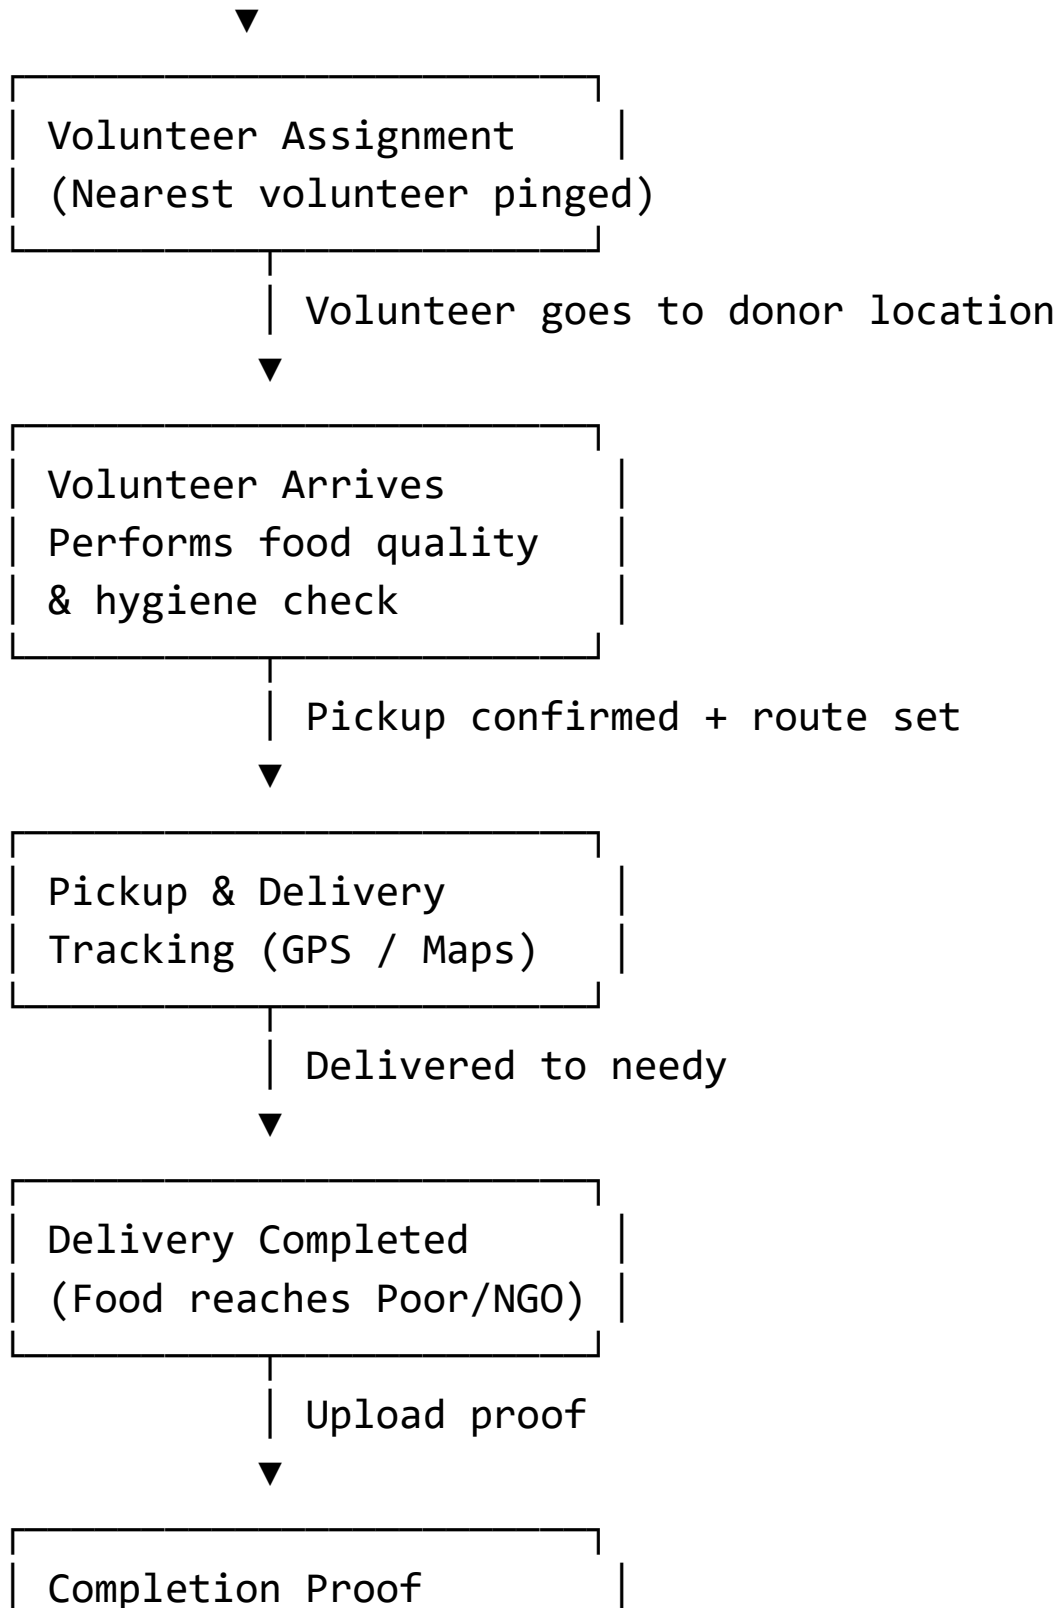 Volunteer Assignment
(Nearest volunteer pinged)
Volunteer goes to donor location
Volunteer Arrives
Performs food quality
& hygiene check
Pickup confirmed + route set
Pickup & Delivery
Tracking (GPS / Maps)
Delivered to needy
Delivery Completed
(Food reaches Poor/NGO)
Upload proof
Completion Proof